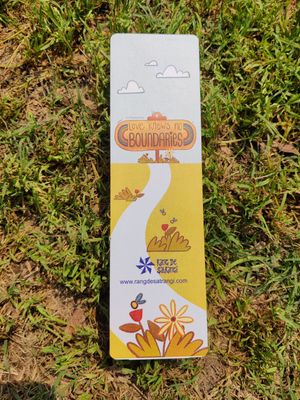 LOVE KNOWS NO
BOUNDARIES
RANG DE
SATRANGI
www.rangdesatrangi.com